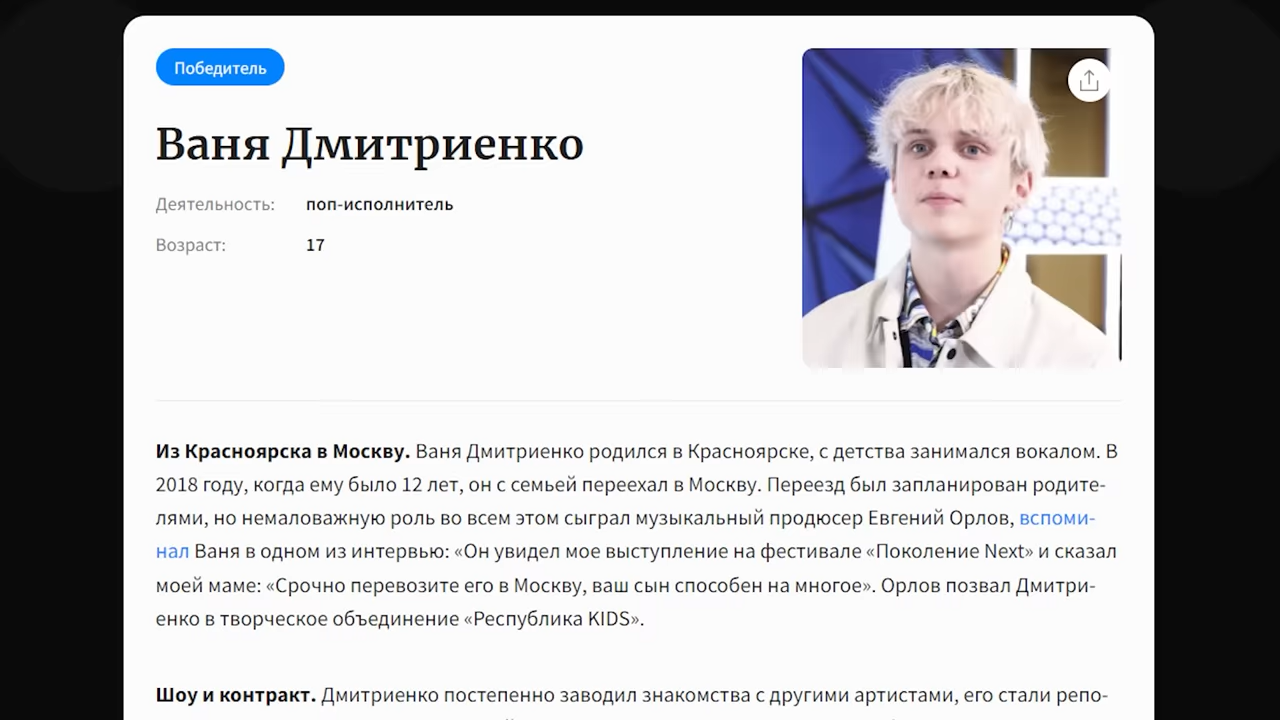 Победитель
Ваня Дмитриенко
Деятельность: поп-исполнитель
Возраст: 17
Из Красноярска в Москву. Ваня Дмитриенко родился в Красноярске, с детства занимался вокалом. В
2018 году, когда ему было 12 лет, он с семьей переехал в Москву. Переезд был запланирован родите-
лями, но немаловажную роль во всем этом сыграл музыкальный продюсер Евгений Орлов, вспоми-
нал Ваня в одном из интервью: «Он увидел мое выступление на фестивале «Поколение Next» и сказал
моей маме: «Срочно перевозите его в Москву, ваш сын способен на многое». Орлов позвал Дмитри-
енко в творческое объединение «Республика KIDS».
Шоу и контракт. Дмитриенко постепенно заводил знакомства с другими артистами, его стали репо-